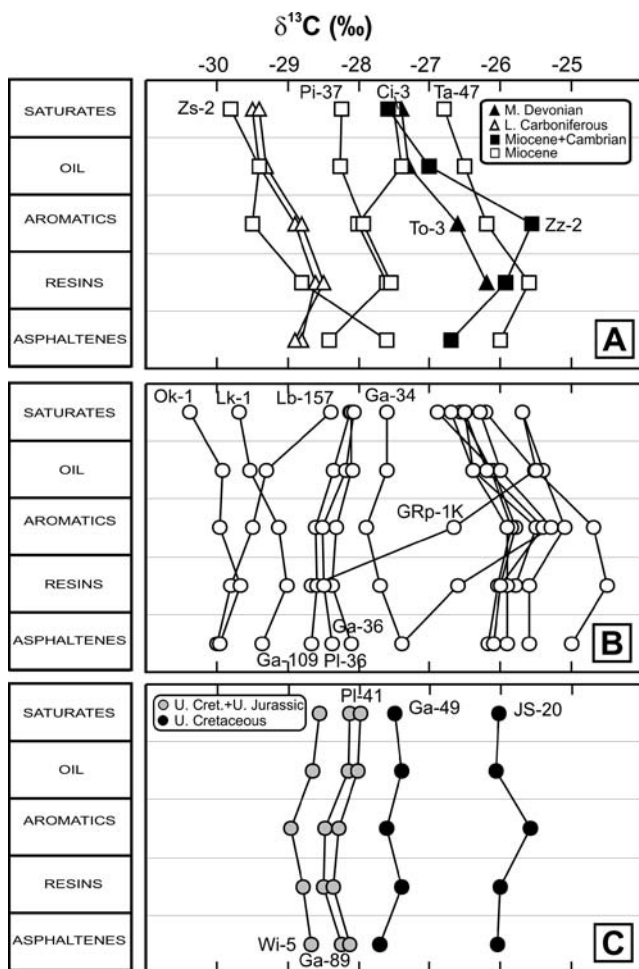 δ¹³C (‰)
-30 -29 -28 -27 -26 -25
SATURATES
OIL
AROMATICS
RESINS
ASPHALTENES
Zs-2
Pi-37
Ci-3
Ta-47
M. Devonian
L. Carboniferous
Miocene+Cambrian
Miocene
To-3
Zz-2
A
SATURATES
OIL
AROMATICS
RESINS
ASPHALTENES
Ok-1
Lk-1
Lb-157
Ga-34
GRp-1K
Ga-36
Ga-109
Pl-36
B
SATURATES
OIL
AROMATICS
RESINS
ASPHALTENES
U. Cret.+U. Jurassic
U. Cretaceous
Pl-41
Ga-49
JS-20
Wi-5
Ga-89
C